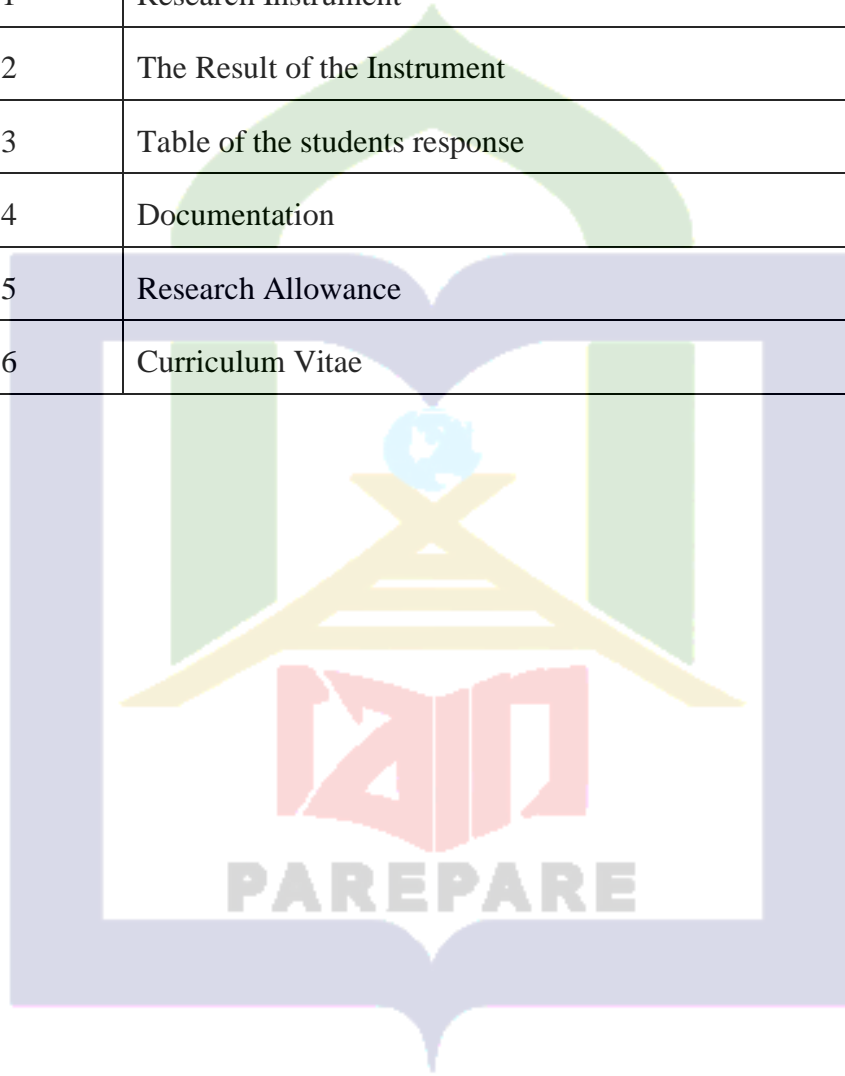 1 Research Instrument
2 The Result of the Instrument
3 Table of the students response
4 Documentation
5 Research Allowance
6 Curriculum Vitae
iain
PAREPARE